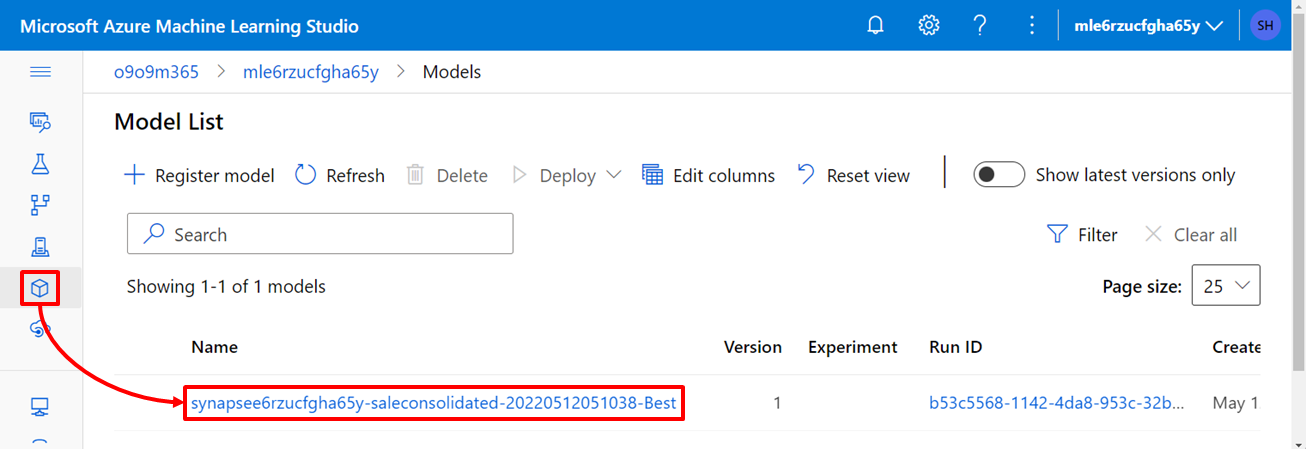 Microsoft Azure Machine Learning Studio mle6rzucfgha65y SH
o9o9m365 > mle6rzucfgha65y > Models
Model List
Register model Refresh Delete Deploy Edit columns Reset view Show latest versions only
Search Filter Clear all
Showing 1-1 of 1 models Page size: 25
Name Version Experiment Run ID Create
synapsee6rzucfgha65y-saleconsolidated-20220512051038-Best 1 b53c5568-1142-4da8-953c-32b... May 1